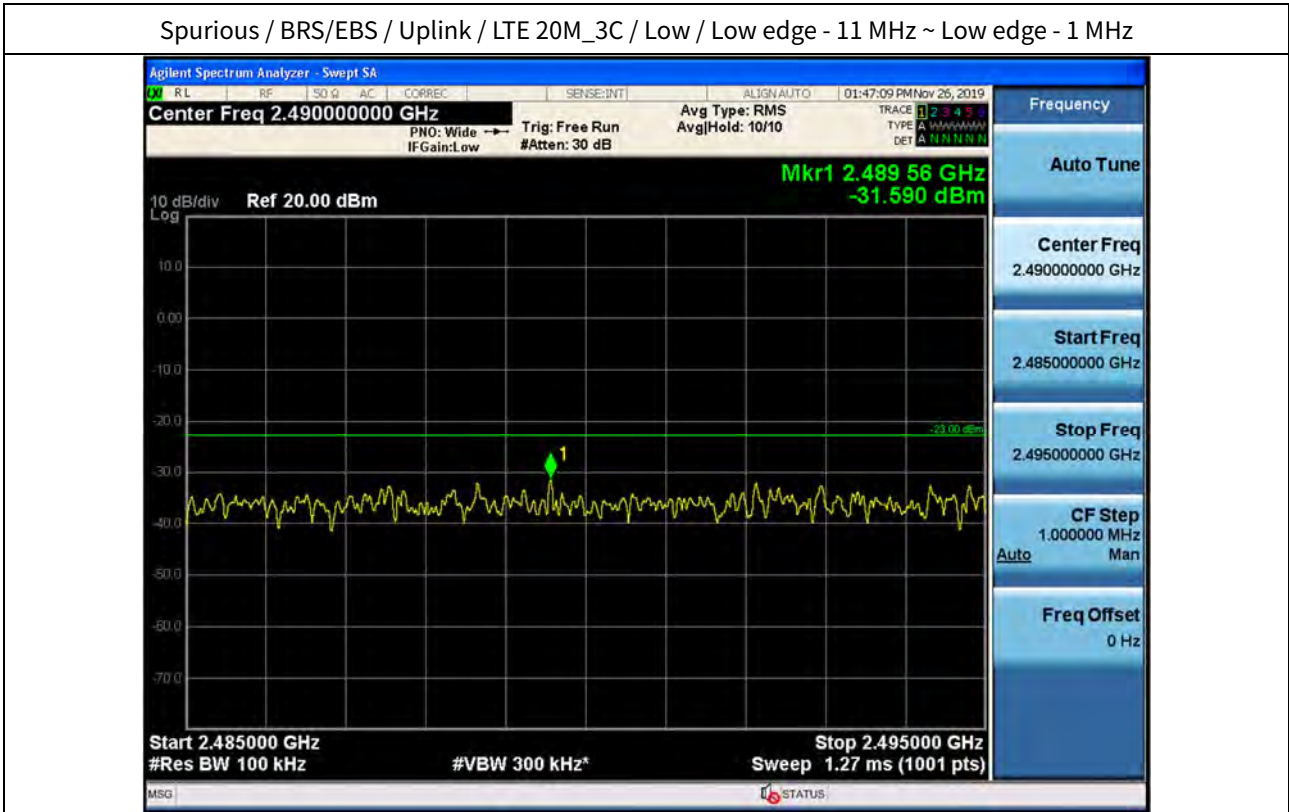 Spurious / BRS/EBS / Uplink / LTE 20M_3C / Low / Low edge - 11 MHz ~ Low edge - 1 MHz
Agilent Spectrum Analyzer - Swept SA
RL RF 50 Ω AC CORREC SENSE:INT ALIGN AUTO 01:47:09 PM Nov 26, 2019
Center Freq 2.490000000 GHz
PNO: Wide
IFGain:Low
Trig: Free Run
#Atten: 30 dB
Avg Type: RMS
Avg|Hold: 10/10
TRACE 1 2 3 4 5 6
TYPE A WWWWW
DET A N N N N N
Mkr1 2.489 56 GHz
-31.590 dBm
10 dB/div Ref 20.00 dBm
Log
10.0
0.00
-10.0
-20.0
-23.00 dBm
1
-30.0
-40.0
-50.0
-60.0
-70.0
Start 2.485000 GHz Stop 2.495000 GHz
#Res BW 100 kHz #VBW 300 kHz* Sweep 1.27 ms (1001 pts)
MSG STATUS
Frequency
Auto Tune
Center Freq
2.490000000 GHz
Start Freq
2.485000000 GHz
Stop Freq
2.495000000 GHz
CF Step
1.000000 MHz
Auto Man
Freq Offset
0 Hz